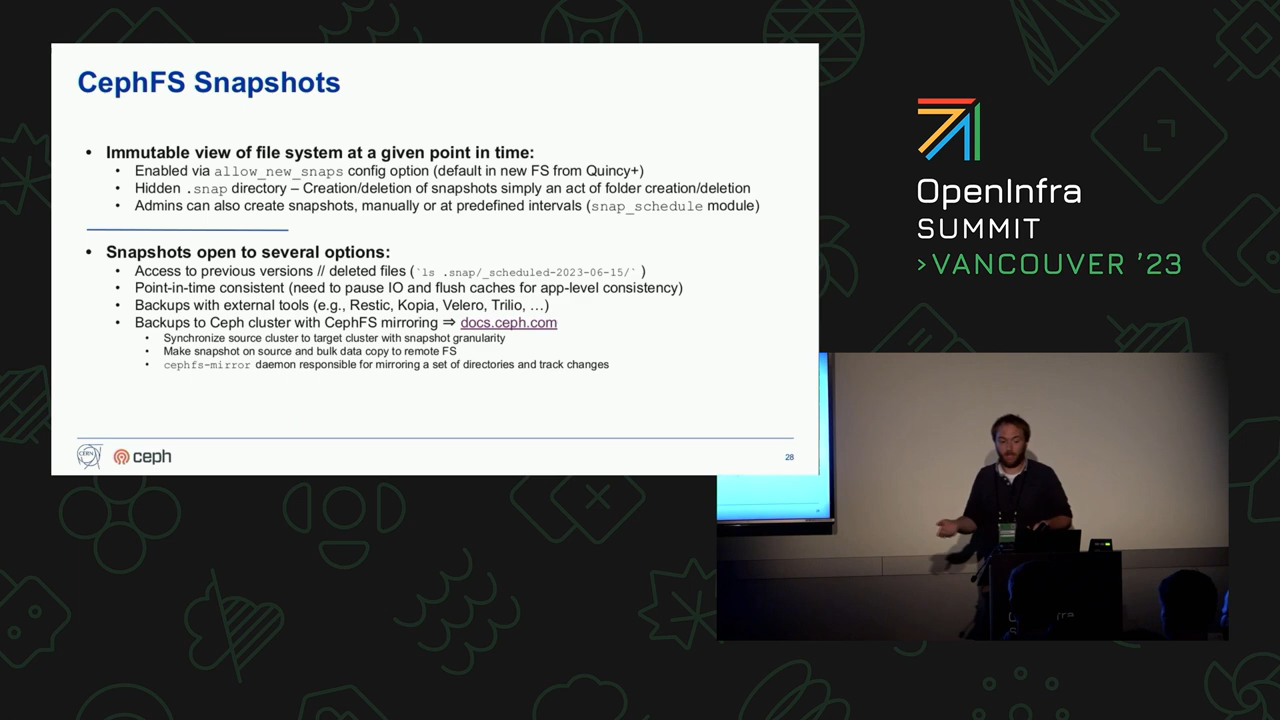 CephFS Snapshots
• Immutable view of file system at a given point in time:
• Enabled via allow_new_snaps config option (default in new FS from Quincy+)
• Hidden .snap directory – Creation/deletion of snapshots simply an act of folder creation/deletion
• Admins can also create snapshots, manually or at predefined intervals (snap_schedule module)
• Snapshots open to several options:
• Access to previous versions // deleted files (`ls .snap/_scheduled-2023-06-15/` )
• Point-in-time consistent (need to pause IO and flush caches for app-level consistency)
• Backups with external tools (e.g., Restic, Kopia, Velero, Trilio, …)
• Backups to Ceph cluster with CephFS mirroring ⇒ docs.ceph.com
• Synchronize source cluster to target cluster with snapshot granularity
• Make snapshot on source and bulk data copy to remote FS
• cephfs-mirror daemon responsible for mirroring a set of directories and track changes
CERN
ceph
28
OpenInfra
SUMMIT
>VANCOUVER '23